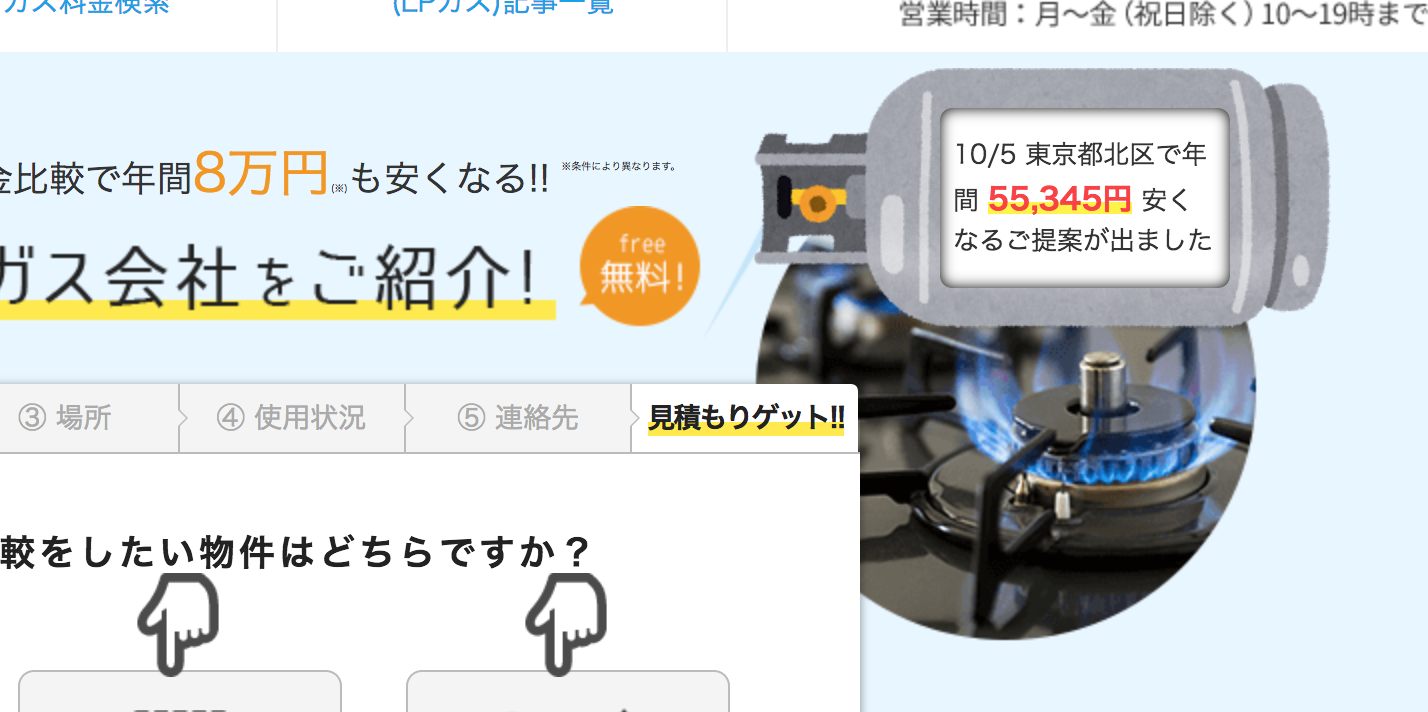 ガス料金検索
(LPガス)記事一覧
営業時間：月〜金（祝日除く）10〜19時まで
金比較で年間8万円(※)も安くなる!! ※条件により異なります。
ガス会社をご紹介!
free
無料!
10/5 東京都北区で年
間 55,345円 安く
なるご提案が出ました
③ 場所
④ 使用状況
⑤ 連絡先
見積もりゲット!!
較をしたい物件はどちらですか？